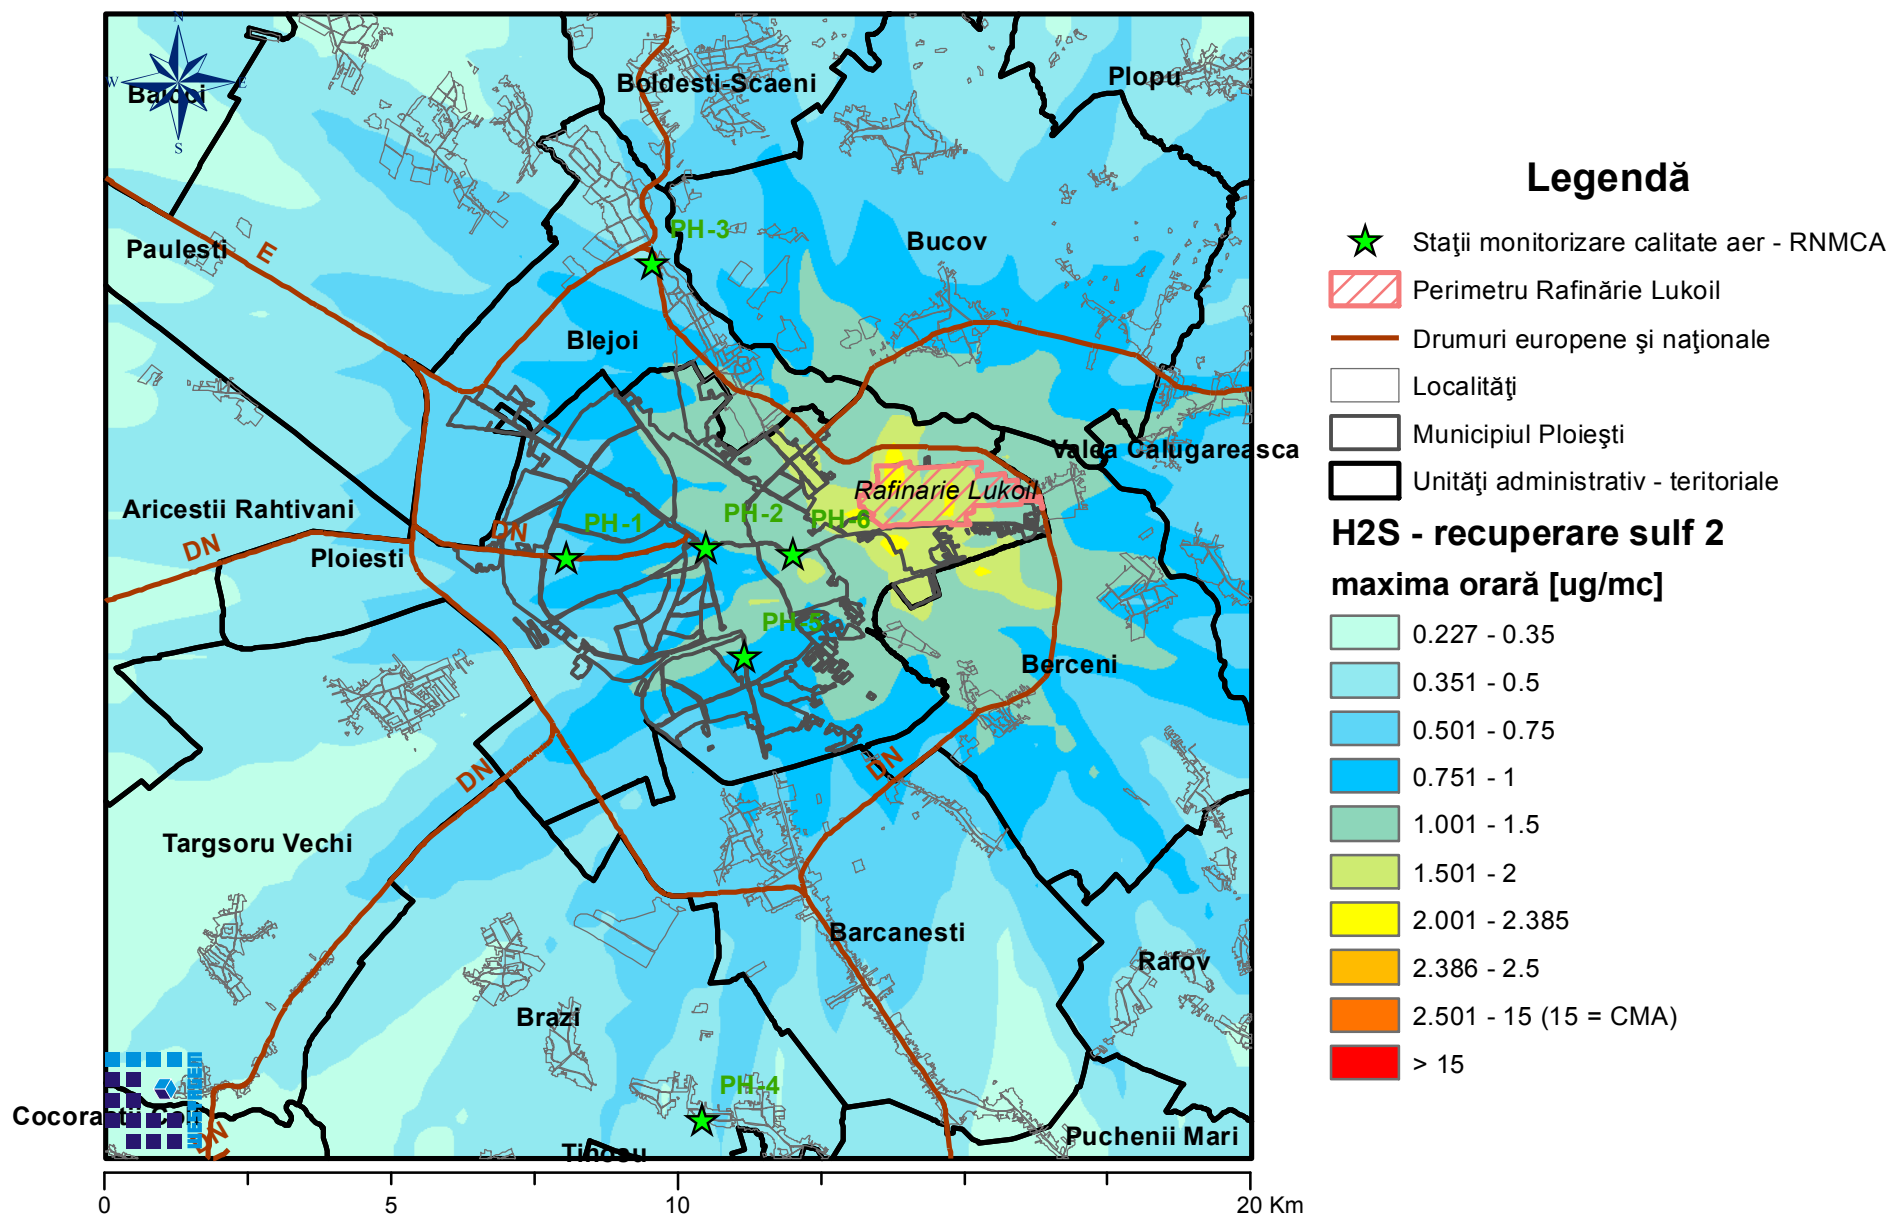 N
W
E
S
Baicoi
Boldesti-Scaeni
Plopu
PH-3
Bucov
Paulesti
E
Blejoi
Valea Calugareasca
Rafinarie Lukoil
Aricestii Rahtivani
PH-1
PH-2
PH-6
DN
DN
Ploiesti
PH-5
Berceni
DN
DN
Targsoru Vechi
Barcanesti
Rafov
Brazi
PH-4
DN
Puchenii Mari
Tinosu
0
5
10
20 Km
Legendă
Staţii monitorizare calitate aer - RNMCA
Perimetru Rafinărie Lukoil
Drumuri europene şi naţionale
Localităţi
Municipiul Ploieşti
Unităţi administrativ - teritoriale
H2S - recuperare sulf 2
maxima orară [ug/mc]
0.227 - 0.35
0.351 - 0.5
0.501 - 0.75
0.751 - 1
1.001 - 1.5
1.501 - 2
2.001 - 2.385
2.386 - 2.5
2.501 - 15 (15 = CMA)
> 15